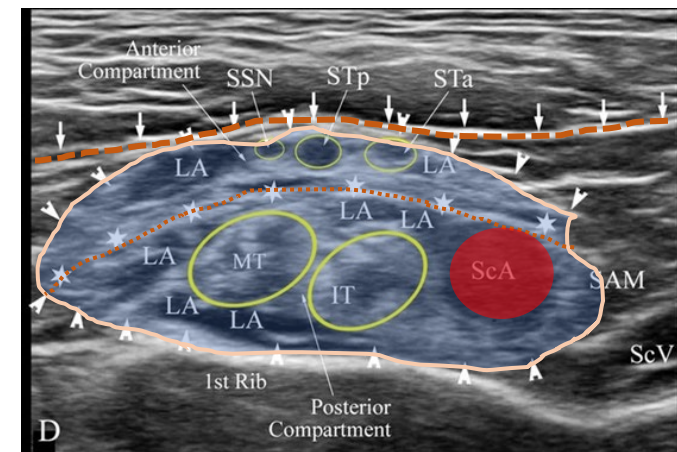 Anterior
Compartment
SSN
STp
STa
LA
LA
LA
LA
LA
MT
ScA
IT
SAM
LA
LA
ScV
1st Rib
Posterior
Compartment
D